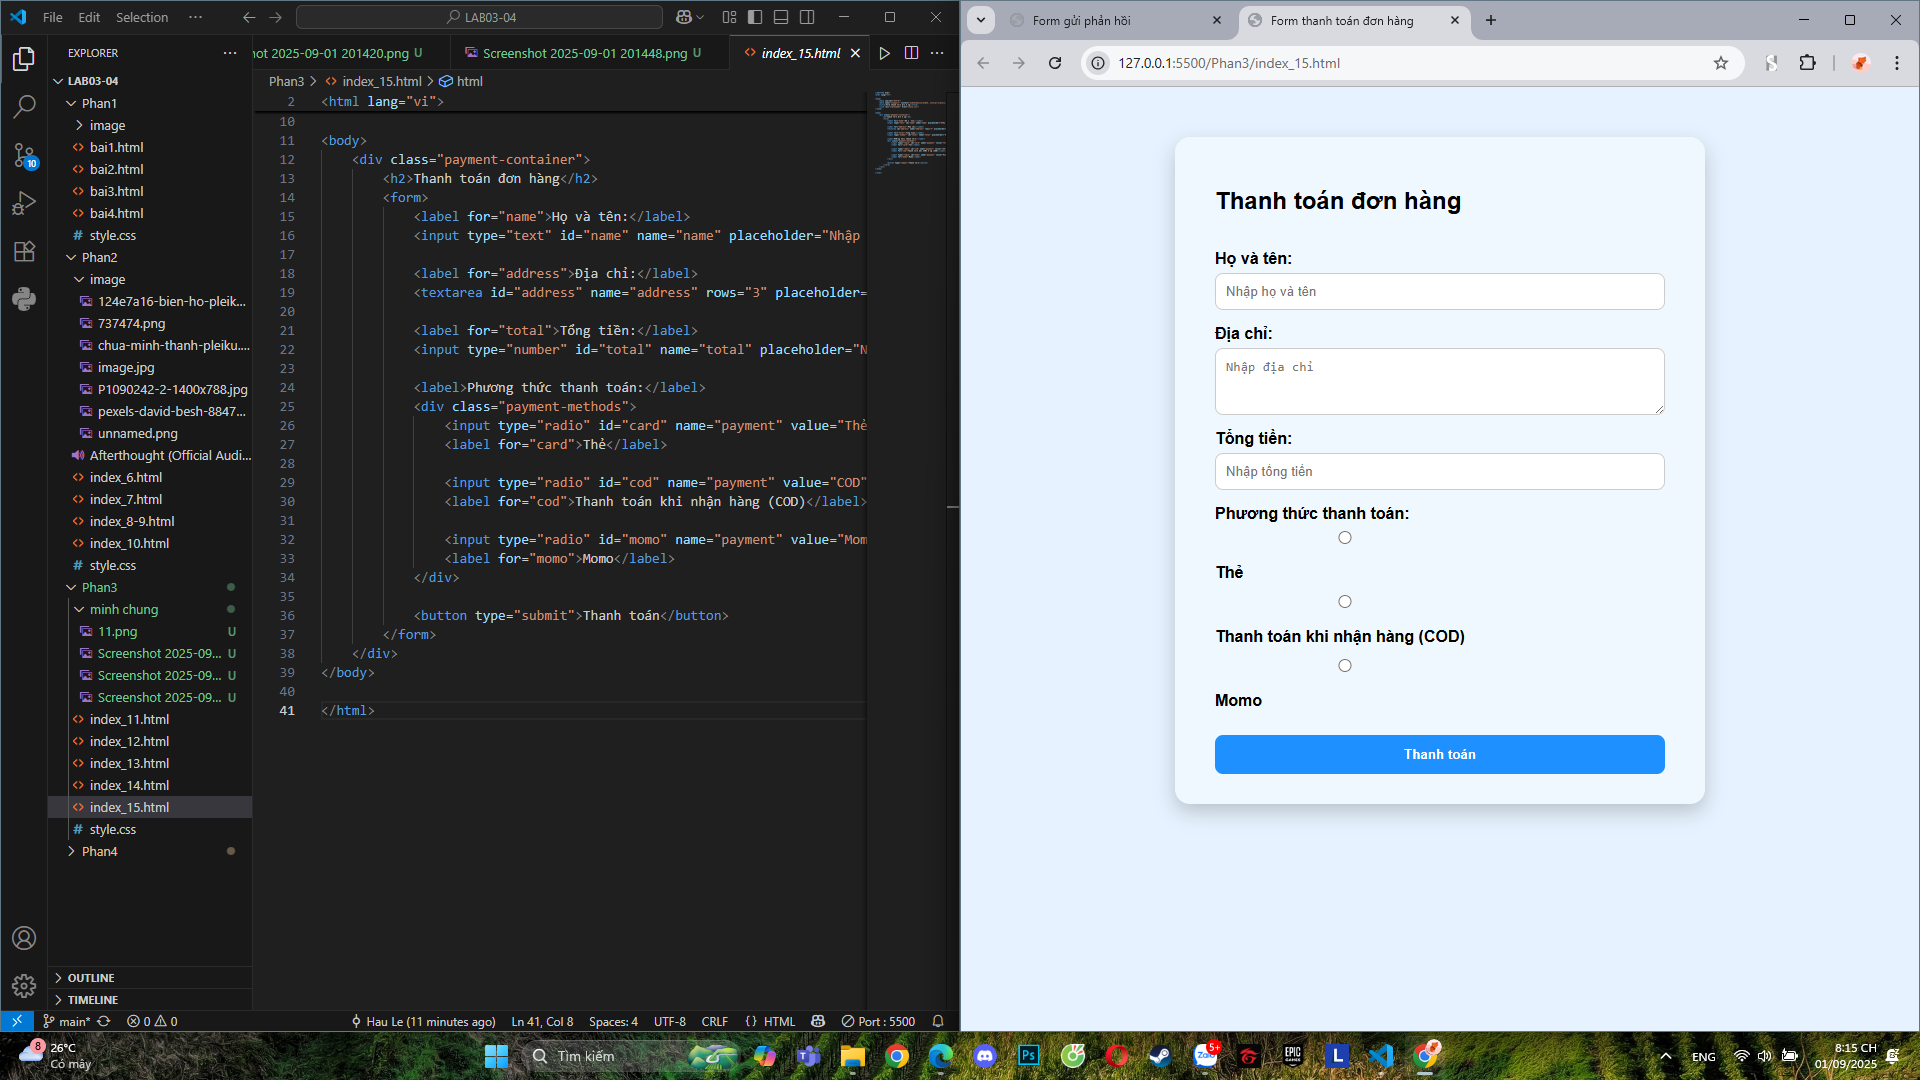 File Edit Selection ··· LAB03-04
EXPLORER
LAB03-04
Phan1
image
bai1.html
bai2.html
bai3.html
bai4.html
# style.css
Phan2
image
124e7a16-bien-ho-pleik...
737474.png
chua-minh-thanh-pleiku....
image.jpg
P1090242-2-1400x788.jpg
pexels-david-besh-8847...
unnamed.png
Afterthought (Official Audi...
index_6.html
index_7.html
index_8-9.html
index_10.html
# style.css
Phan3
minh chung
11.png U
Screenshot 2025-09... U
Screenshot 2025-09... U
Screenshot 2025-09... U
index_11.html
index_12.html
index_13.html
index_14.html
index_15.html
# style.css
Phan4
OUTLINE
TIMELINE
10
hot 2025-09-01 201420.png U Screenshot 2025-09-01 201448.png U index_15.html
Phan3 > index_15.html > html
2 <html lang="vi">
10
11 <body>
12 <div class="payment-container">
13 <h2>Thanh toán đơn hàng</h2>
14 <form>
15 <label for="name">Họ và tên:</label>
16 <input type="text" id="name" name="name" placeholder="Nhập
17
18 <label for="address">Địa chỉ:</label>
19 <textarea id="address" name="address" rows="3" placeholder=
20
21 <label for="total">Tổng tiền:</label>
22 <input type="number" id="total" name="total" placeholder="N
23
24 <label>Phương thức thanh toán:</label>
25 <div class="payment-methods">
26 <input type="radio" id="card" name="payment" value="Thẻ
27 <label for="card">Thẻ</label>
28
29 <input type="radio" id="cod" name="payment" value="COD"
30 <label for="cod">Thanh toán khi nhận hàng (COD)</label>
31
32 <input type="radio" id="momo" name="payment" value="Mom
33 <label for="momo">Momo</label>
34 </div>
35
36 <button type="submit">Thanh toán</button>
37 </form>
38 </div>
39 </body>
40
41 </html>
main* 0 0 Hau Le (11 minutes ago) Ln 41, Col 8 Spaces: 4 UTF-8 CRLF {} HTML Port : 5500
Form gửi phản hồi Form thanh toán đơn hàng
127.0.0.1:5500/Phan3/index_15.html
Thanh toán đơn hàng
Họ và tên:
Nhập họ và tên
Địa chỉ:
Nhập địa chỉ
Tổng tiền:
Nhập tổng tiền
Phương thức thanh toán:
Thẻ
Thanh toán khi nhận hàng (COD)
Momo
Thanh toán
8 26°C
Có mây
Tìm kiếm
Ps
Zalo 5+
EPIC GAMES
L
ENG
8:15 CH
01/09/2025